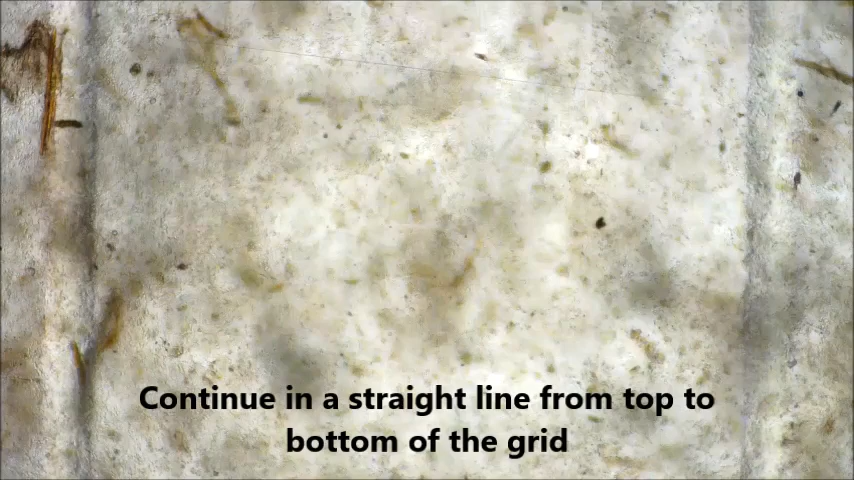 Continue in a straight line from top to
bottom of the grid